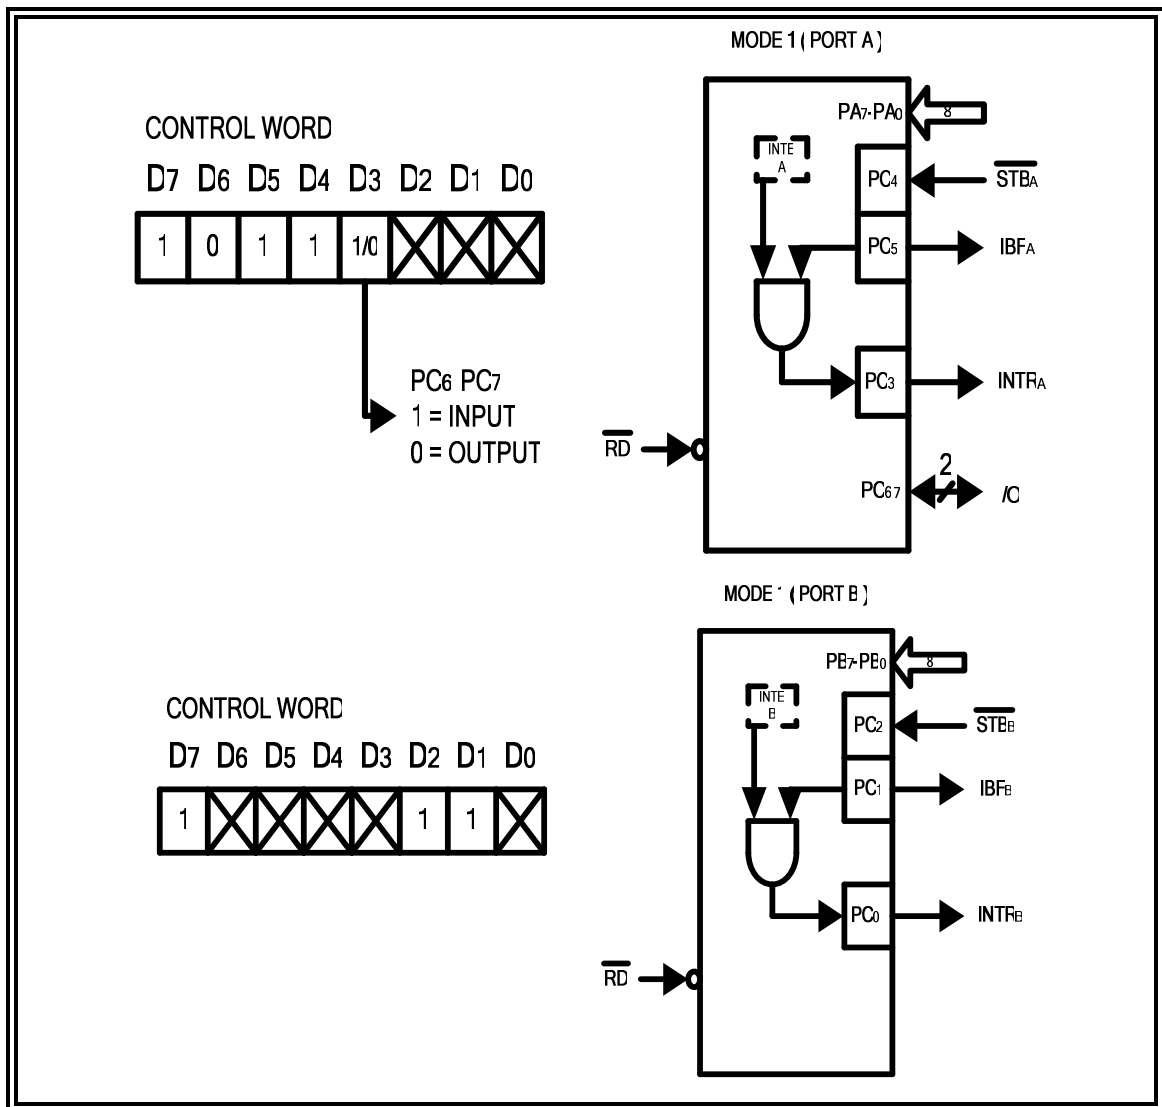 MODE 1 ( PORT A )
CONTROL WORD
D7 D6 D5 D4 D3 D2 D1 D0
1 0 1 1 1/0
PC6 PC7
1 = INPUT
0 = OUTPUT
PA7-PA0
8
INTE
A
PC4
STBA
PC5
IBFA
PC3
INTRA
RD
PC67
2
/O
MODE 1 ( PORT B )
CONTROL WORD
D7 D6 D5 D4 D3 D2 D1 D0
1 1 1
PB7-PB0
8
INTE
B
PC2
STBB
PC1
IBFB
PC0
INTRB
RD